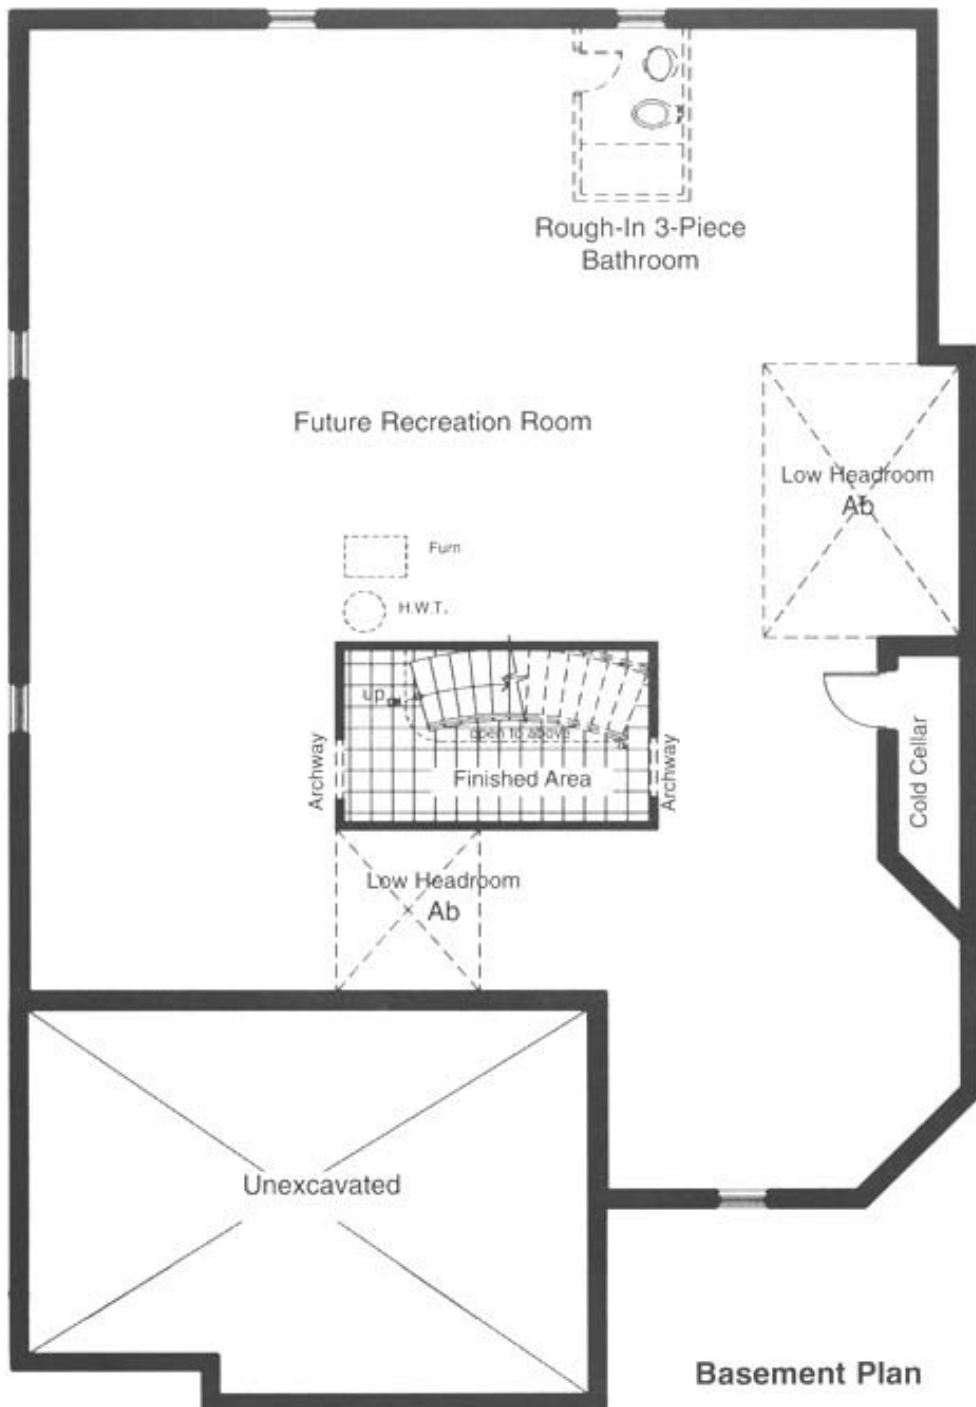 Rough-In 3-Piece
Bathroom
Future Recreation Room
Low Headroom
Ab
Furn
H.W.T.
up
open to above
Archway
Finished Area
Archway
Cold Cellar
Low Headroom
Ab
Unexcavated
Basement Plan